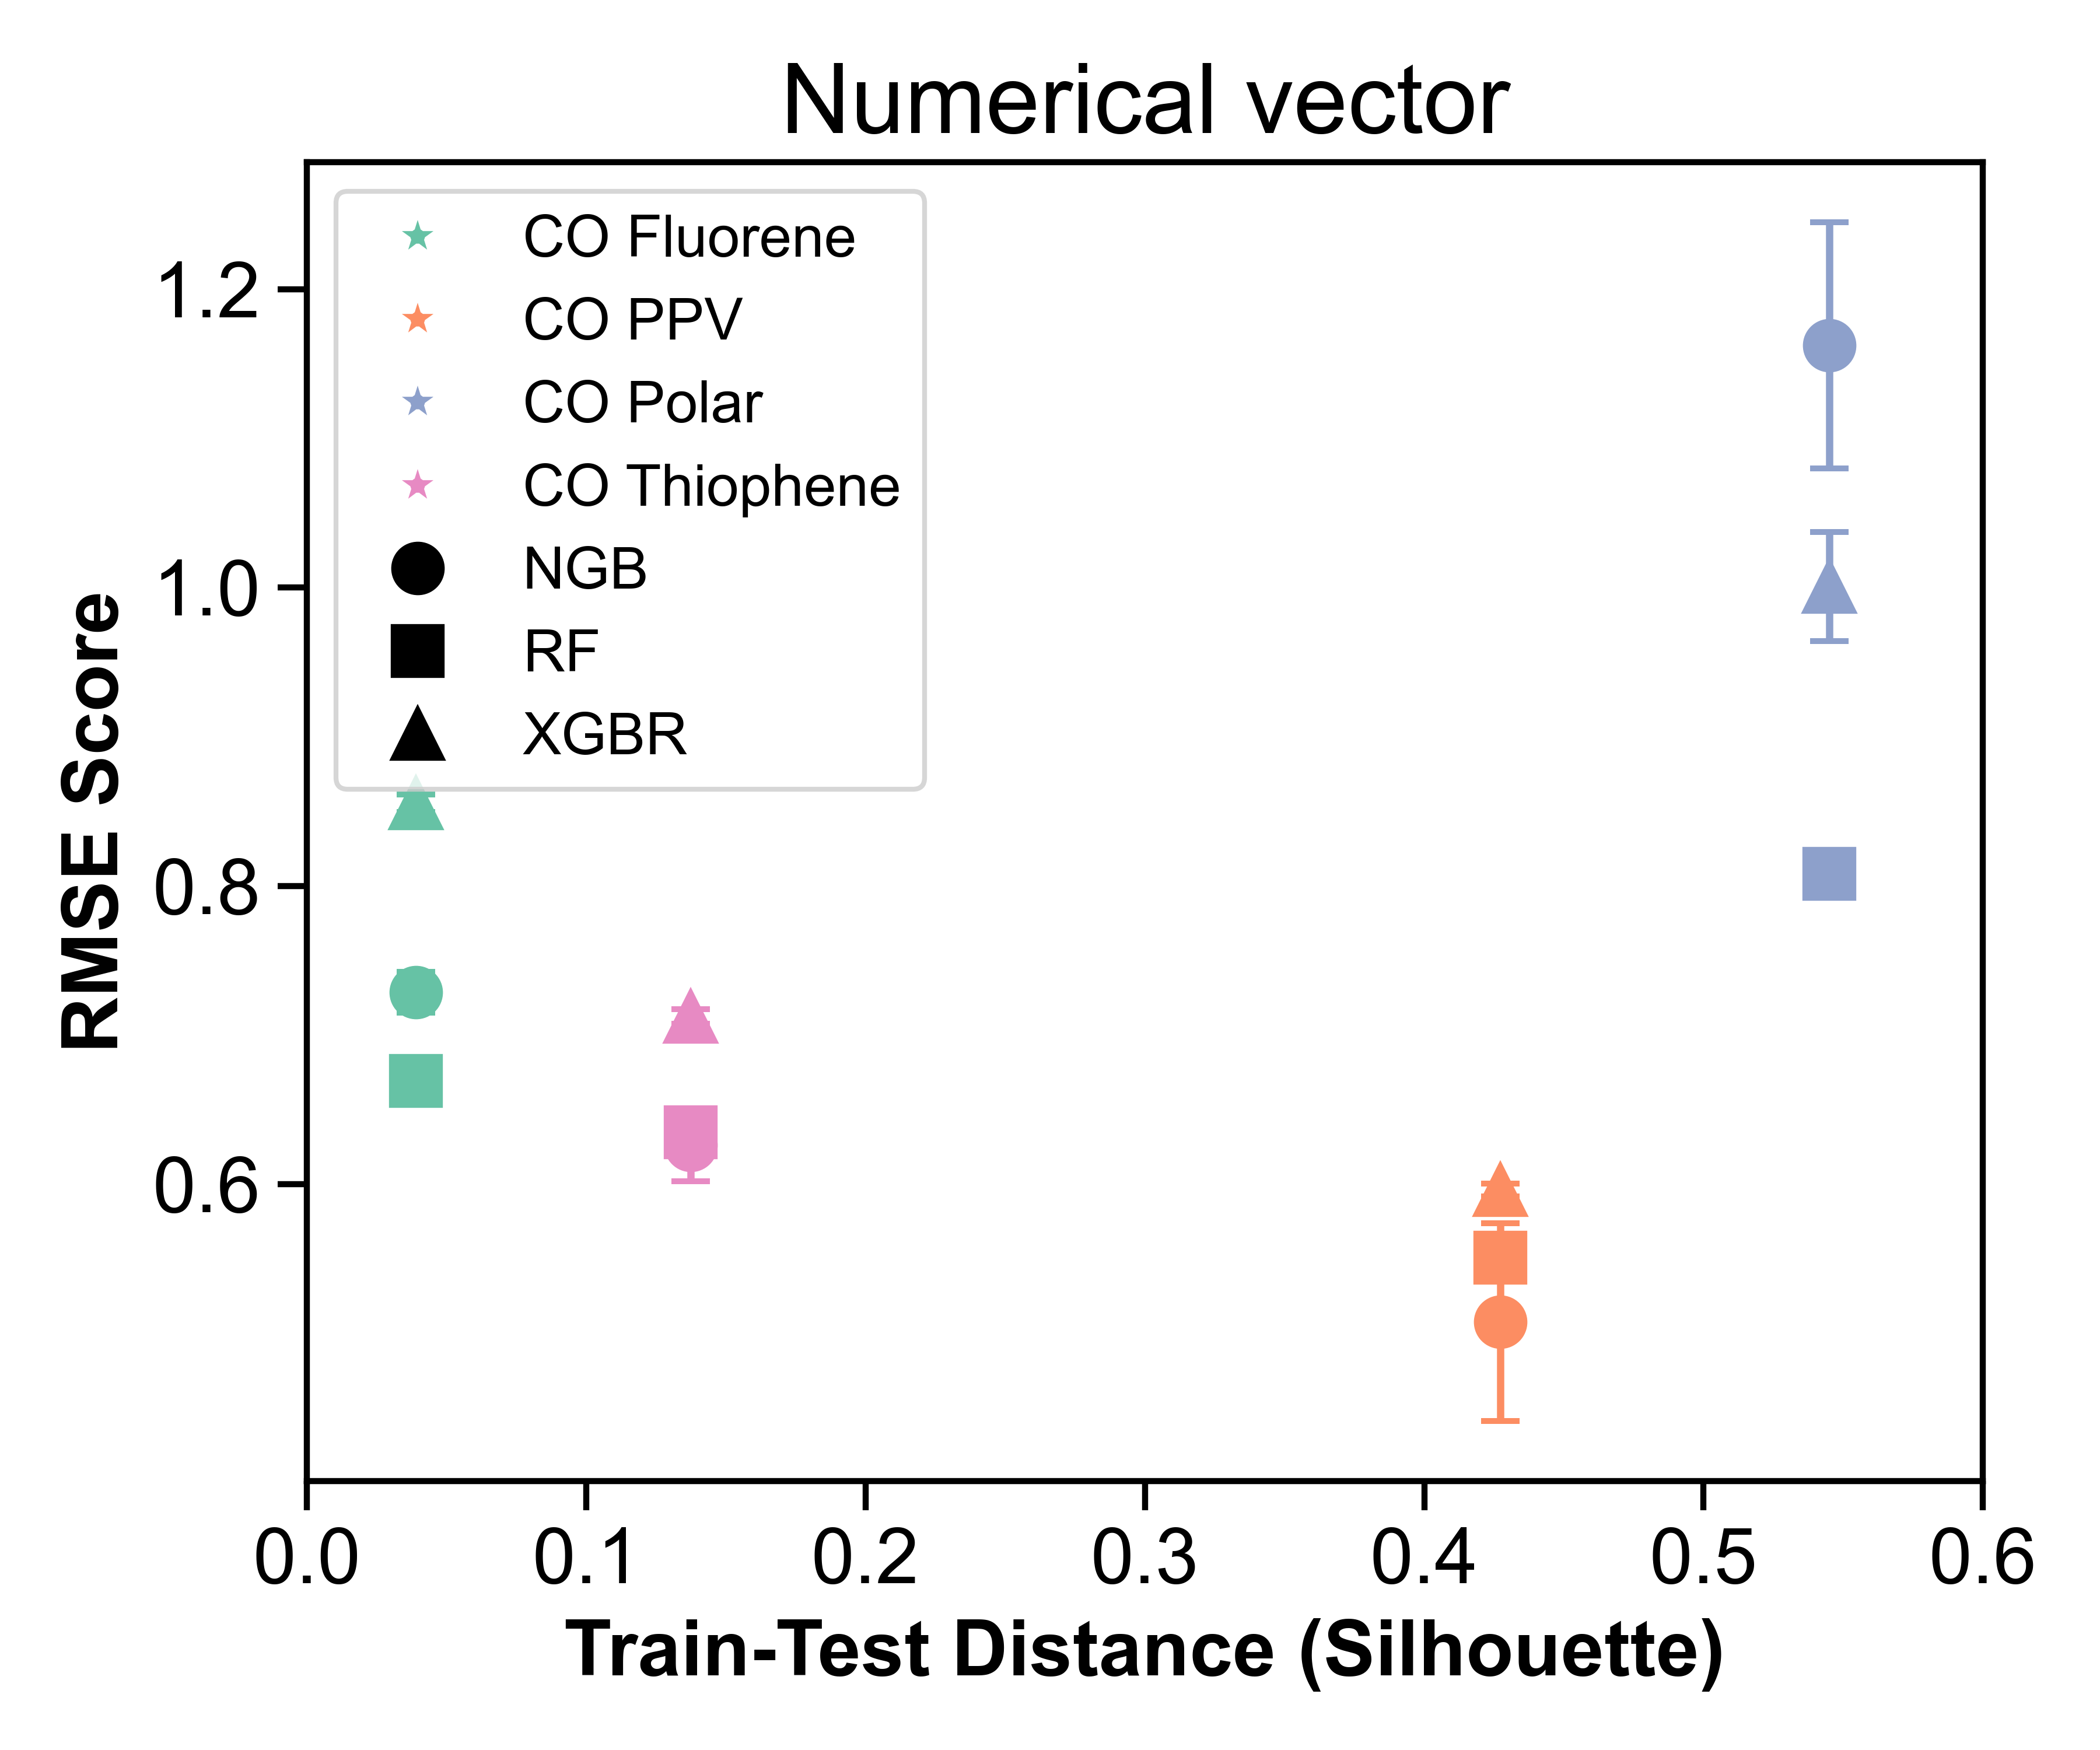 Numerical vector
CO Fluorene
CO PPV
CO Polar
CO Thiophene
NGB
RF
XGBR
RMSE Score
1.2
1.0
0.8
0.6
0.0 0.1 0.2 0.3 0.4 0.5 0.6
Train-Test Distance (Silhouette)